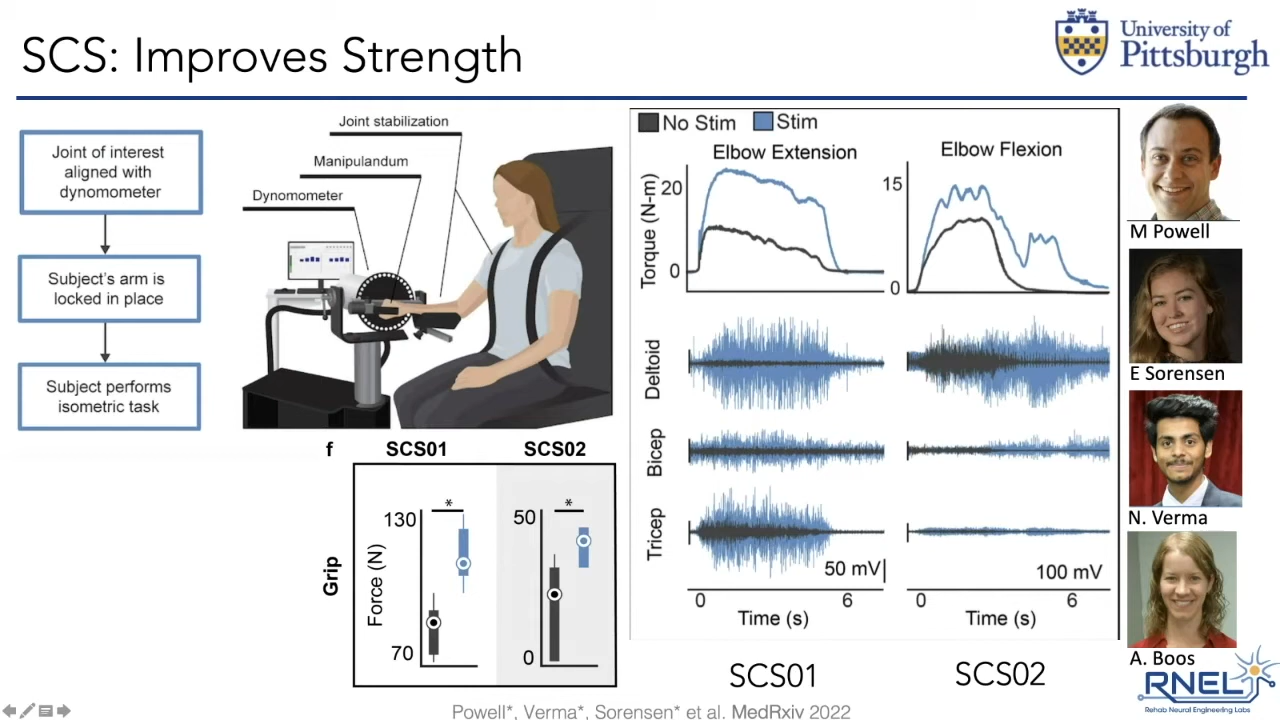 SCS: Improves Strength
University of
Pittsburgh
Joint of interest
aligned with
dynomometer
Subject's arm is
locked in place
Subject performs
isometric task
Joint stabilization
Manipulandum
Dynomometer
f
SCS01
SCS02
Grip
Force (N)
130
70
*
50
0
*
No Stim
Stim
Elbow Extension
Elbow Flexion
Torque (N-m)
20
0
15
0
Deltoid
Bicep
Tricep
50 mV
100 mV
0
6
0
6
Time (s)
Time (s)
SCS01
SCS02
M Powell
E Sorensen
N. Verma
A. Boos
RNEL
Rehab Neural Engineering Labs
Powell*, Verma*, Sorensen* et al. MedRxiv 2022